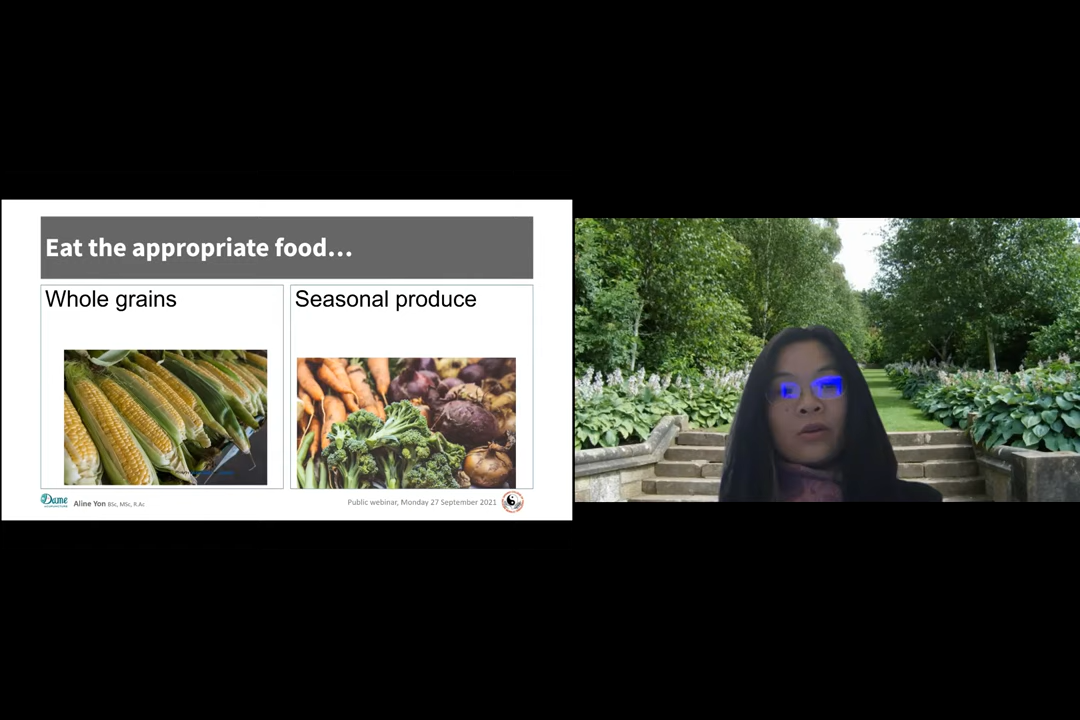 Eat the appropriate food...
Whole grains
Seasonal produce
Dame
Aline Yon BSc, MSc, R.Ac
Public webinar, Monday 27 September 2021